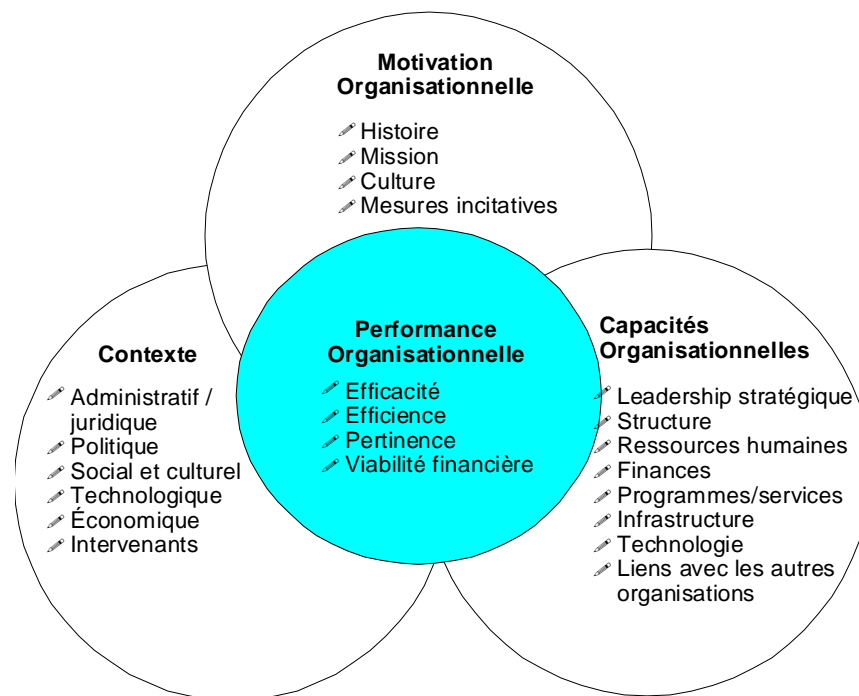 Motivation
Organisationnelle
Histoire
Mission
Culture
Mesures incitatives
Performance
Organisationnelle
Efficacité
Efficience
Pertinence
Viabilité financière
Contexte
Administratif /
juridique
Politique
Social et culturel
Technologique
Économique
Intervenants
Capacités
Organisationnelles
Leadership stratégique
Structure
Ressources humaines
Finances
Programmes/services
Infrastructure
Technologie
Liens avec les autres
organisations